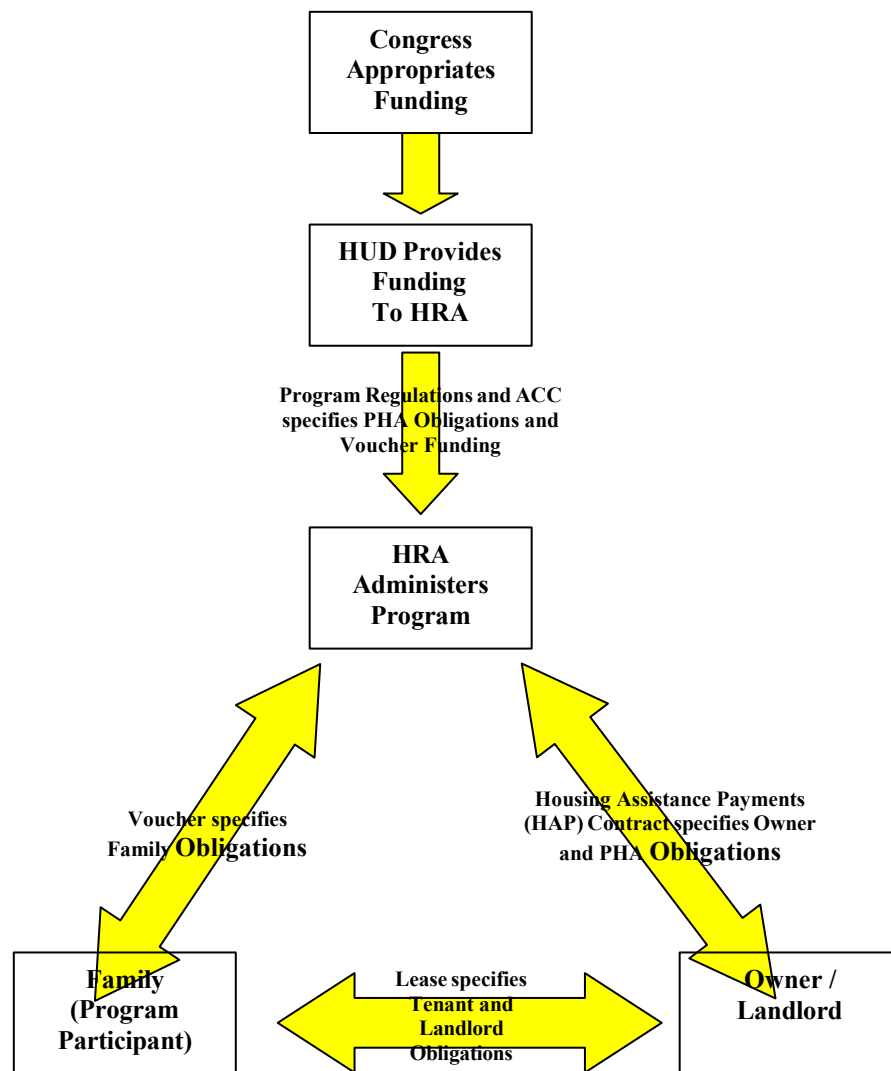 Congress
Appropriates
Funding
HUD Provides
Funding
To HRA
Program Regulations and ACC
specifies PHA Obligations and
Voucher Funding
HRA
Administers
Program
Voucher specifies
Family Obligations
Housing Assistance Payments
(HAP) Contract specifies Owner
and PHA Obligations
Family
(Program
Participant)
Lease specifies
Tenant and
Landlord
Obligations
Owner /
Landlord